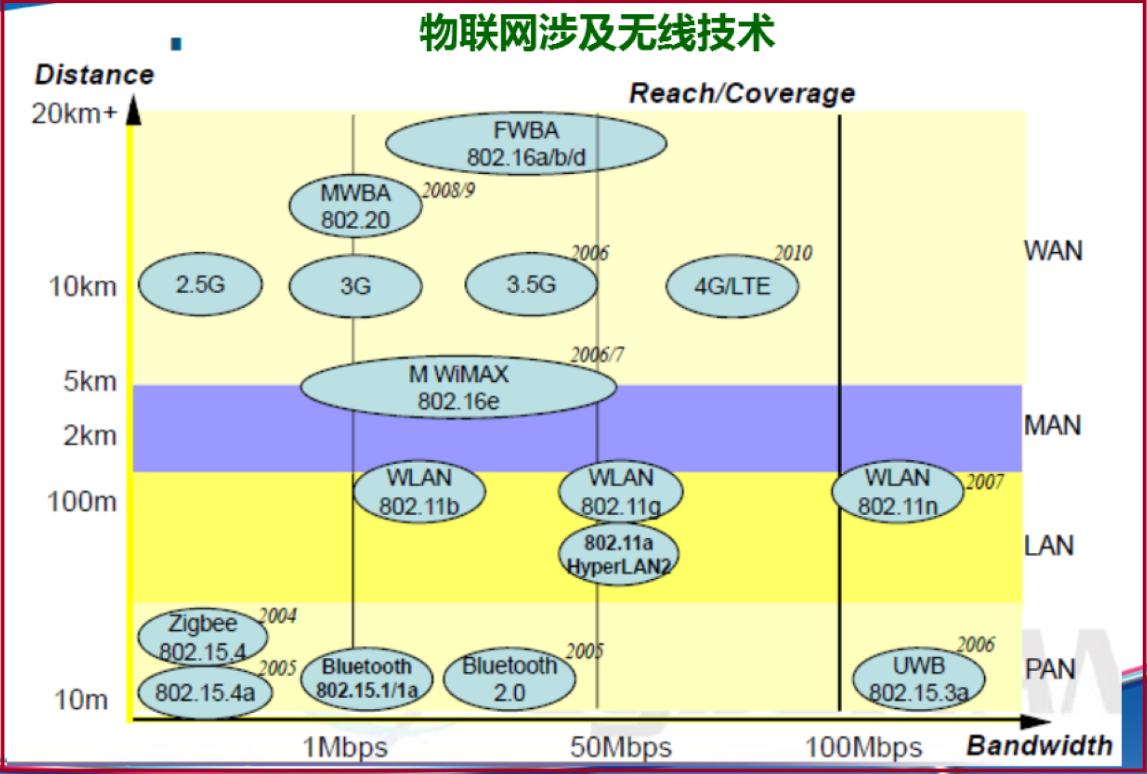 物联网涉及无线技术
Distance
Reach/Coverage
20km+
FWBA
802.16a/b/d
MWBA
802.20
2008/9
WAN
10km
2.5G
3G
3.5G
2006
4G/LTE
2010
5km
M WiMAX
802.16e
2006/7
2km
MAN
100m
WLAN
802.11b
WLAN
802.11g
WLAN
802.11n
2007
802.11a
HyperLAN2
LAN
Zigbee
802.15.4
2004
802.15.4a
2005
Bluetooth
802.15.1/1a
Bluetooth
2.0
2005
UWB
802.15.3a
2006
PAN
10m
1Mbps
50Mbps
100Mbps
Bandwidth